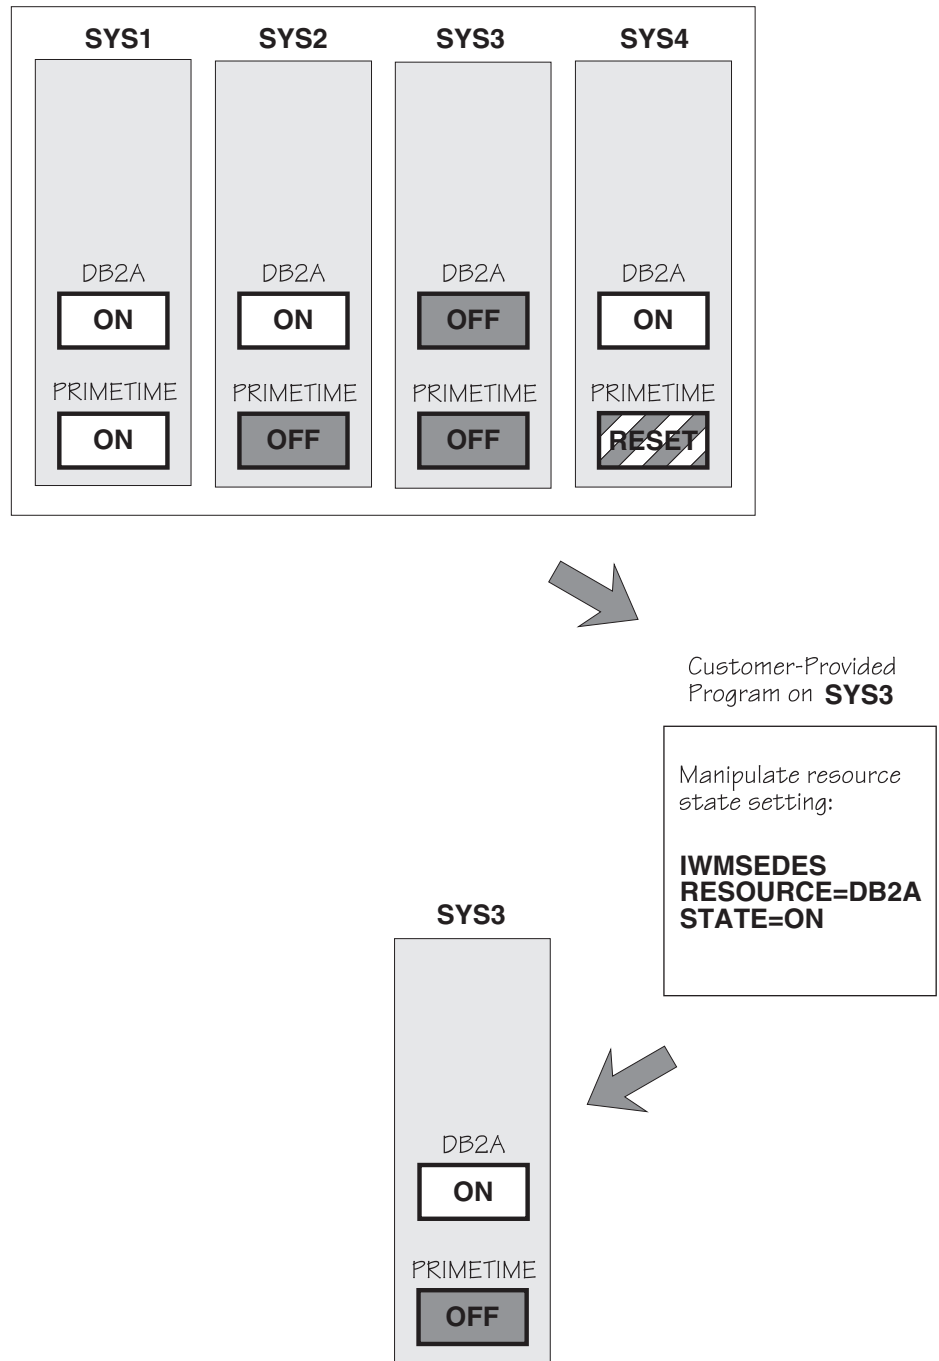 SYS1 SYS2 SYS3 SYS4
DB2A DB2A DB2A DB2A
ON ON OFF ON
PRIMETIME PRIMETIME PRIMETIME PRIMETIME
ON OFF OFF RESET
Customer-Provided
Program on SYS3
Manipulate resource
state setting:
IWMSEDES
RESOURCE=DB2A
STATE=ON
SYS3
DB2A
ON
PRIMETIME
OFF